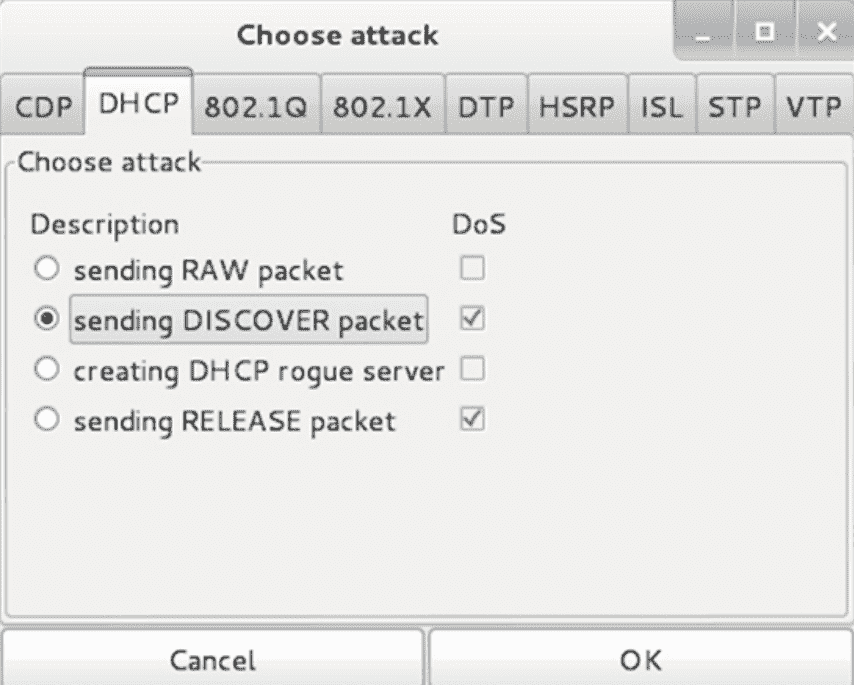 Choose attack
CDP DHCP 802.1Q 802.1X DTP HSRP ISL STP VTP
Choose attack
Description DoS
sending RAW packet
sending DISCOVER packet
creating DHCP rogue server
sending RELEASE packet
Cancel OK